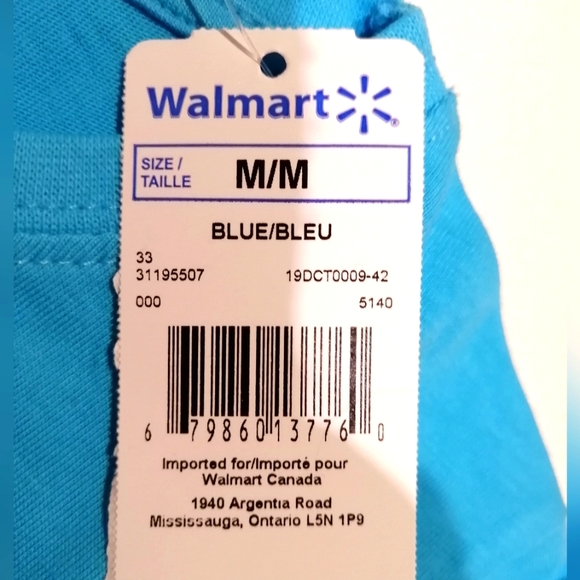 Walmart
SIZE / TAILLE M/M
BLUE/BLEU
33
31195507 19DCT0009-42
000 5140
6 79860 13776 0
Imported for/Importé pour
Walmart Canada
1940 Argentia Road
Mississauga, Ontario L5N 1P9